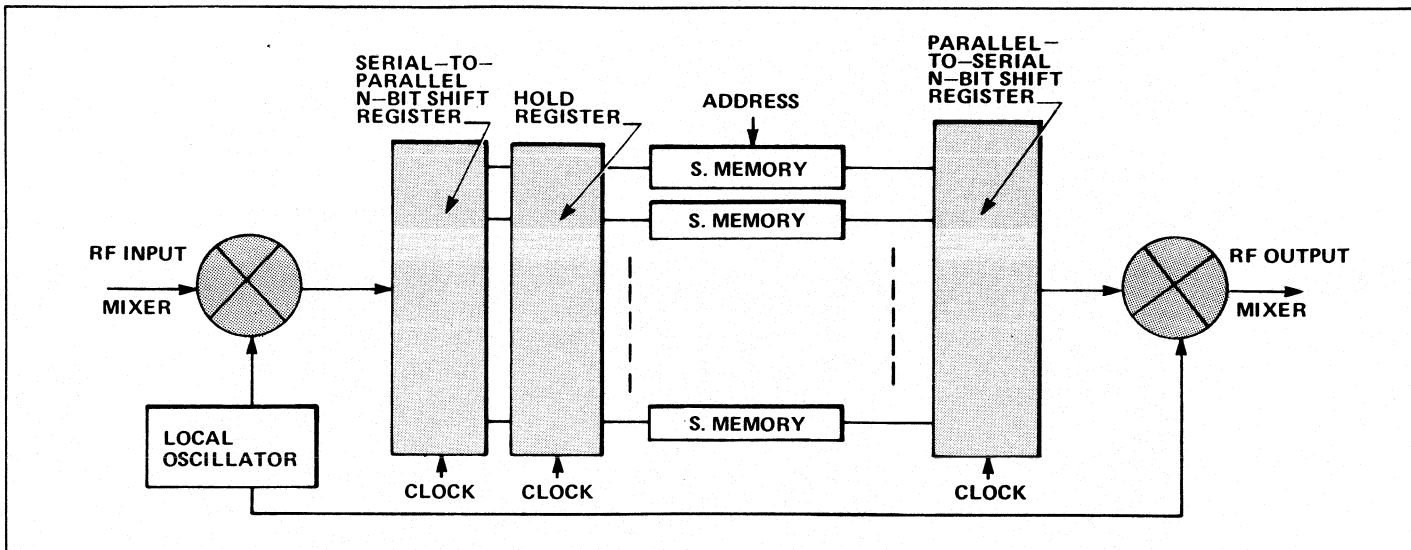 SERIAL–TO–
PARALLEL
N–BIT SHIFT
REGISTER
HOLD
REGISTER
ADDRESS
PARALLEL–
TO–SERIAL
N–BIT SHIFT
REGISTER
S. MEMORY
S. MEMORY
RF INPUT
MIXER
RF OUTPUT
MIXER
S. MEMORY
LOCAL
OSCILLATOR
CLOCK
CLOCK
CLOCK